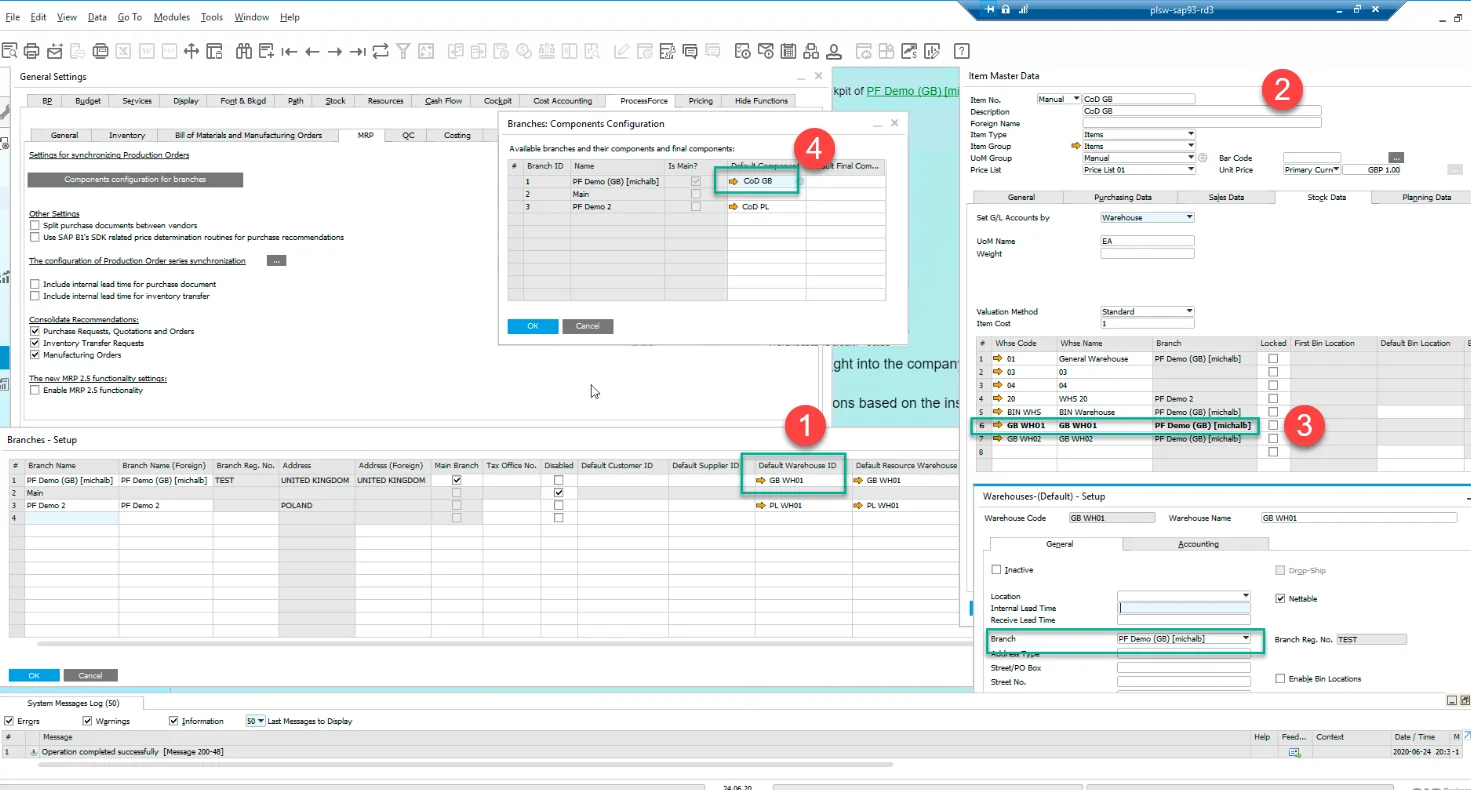 File Edit View Data Go To Modules Tools Window Help
plsw-sap93-rd3
General Settings
BP Budget Services Display Font & Bkgd Path Stock Resources Cash Flow Cockpit Cost Accounting ProcessForce Pricing Hide Functions
General Inventory Bill of Materials and Manufacturing Orders MRP QC Costing
Settings for synchronizing Production Orders
Components configuration for branches
Other Settings
Split purchase documents between vendors
Use SAP B1's SDK related price determination routines for purchase recommendations
The configuration of Production Order series synchronization ...
Include internal lead time for purchase document
Include internal lead time for inventory transfer
Consolidate Recommendations:
Purchase Requests, Quotations and Orders
Inventory Transfer Requests
Manufacturing Orders
The new MRP 2.5 functionality settings:
Enable MRP 2.5 functionality
Branches: Components Configuration
Available branches and their components and final components:
# Branch ID Name Is Main? Default Component Final Com...
1 PF Demo (GB) [michalb] CoD GB
2 Main
3 PF Demo 2 CoD PL
OK Cancel
4
kpit of PF Demo (GB) [mi
ght into the company
ons based on the ins
Item Master Data
2
Item No. Manual CoD GB
Description CoD GB
Foreign Name
Item Type Items
Item Group Items
UoM Group Manual Bar Code ...
Price List Price List 01 Unit Price Primary Curr GBP 1.00
General Purchasing Data Sales Data Stock Data Planning Data
Set G/L Accounts by Warehouse
UoM Name EA
Weight
Valuation Method Standard
Item Cost 1
# Whse Code Whse Name Branch Locked First Bin Location Default Bin Location
1 01 General Warehouse PF Demo (GB) [michalb]
2 03 03
3 04 04
4 20 WHS 20 PF Demo 2
5 BIN WHS BIN Warehouse PF Demo (GB) [michalb]
6 GB WH01 GB WH01 PF Demo (GB) [michalb]
7 GB WH02 GB WH02 PF Demo (GB) [michalb]
8
3
Branches - Setup
1
# Branch Name Branch Name (Foreign) Branch Reg. No. Address Address (Foreign) Main Branch Tax Office No. Disabled Default Customer ID Default Supplier ID Default Warehouse ID Default Resource Warehouse
1 PF Demo (GB) [michalb] PF Demo (GB) [michalb] TEST UNITED KINGDOM UNITED KINGDOM GB WH01 GB WH01
2 Main
3 PF Demo 2 PF Demo 2 POLAND PL WH01 PL WH01
4
OK Cancel
Warehouses-(Default) - Setup
Warehouse Code GB WH01 Warehouse Name GB WH01
General Accounting
Inactive Drop-Ship
Location Nettable
Internal Lead Time
Receive Lead Time
Branch PF Demo (GB) [michalb] Branch Reg. No. TEST
Address Type
Street/PO Box
Street No. Enable Bin Locations
System Messages Log (50)
Errors Warnings Information 50 Last Messages to Display
# Message Help Feed... Context Date / Time M
1 Operation completed successfully [Message 200-48] 2020-06-24 20:3 -1
24.06.20